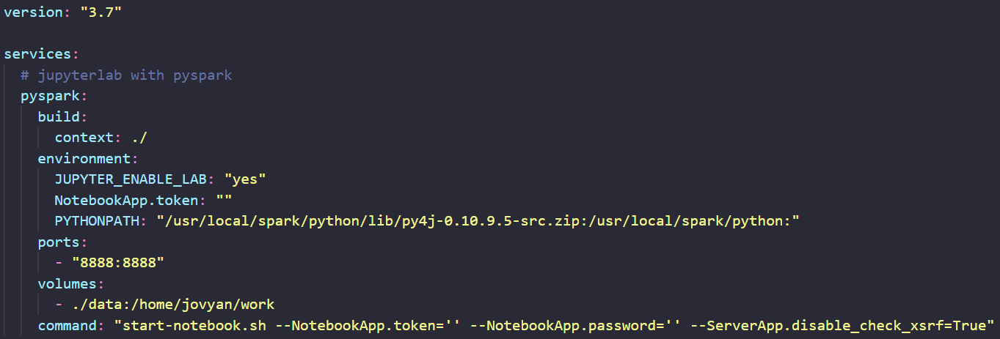 version: "3.7"

services:
  # jupyterlab with pyspark
  pyspark:
    build:
      context: ./
    environment:
      JUPYTER_ENABLE_LAB: "yes"
      NotebookApp.token: ""
      PYTHONPATH: "/usr/local/spark/python/lib/py4j-0.10.9.5-src.zip:/usr/local/spark/python:"
    ports:
      - "8888:8888"
    volumes:
      - ./data:/home/jovyan/work
    command: "start-notebook.sh --NotebookApp.token='' --NotebookApp.password='' --ServerApp.disable_check_xsrf=True"